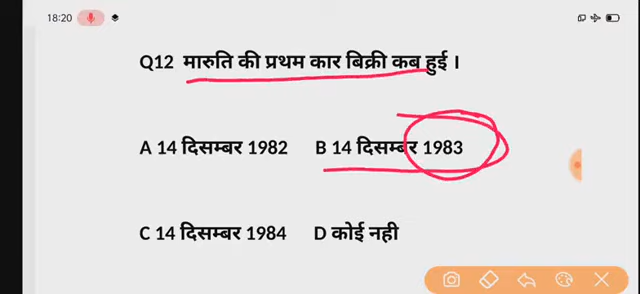 18:20
Q12 मारुति की प्रथम कार बिक्री कब हुई ।
A 14 दिसम्बर 1982 B 14 दिसम्बर 1983
C 14 दिसम्बर 1984 D कोई नही